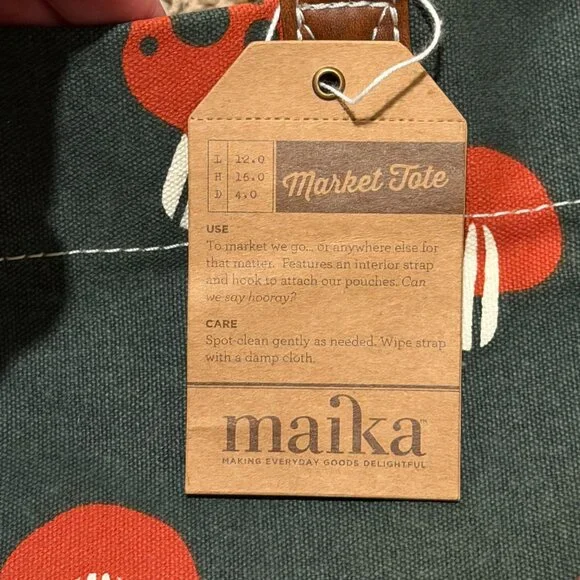 L 12.0
H 16.0
D 4.0
Market Tote
USE
To market we go... or anywhere else for
that matter. Features an interior strap
and hook to attach our pouches. Can
we say hooray?
CARE
Spot clean gently as needed. Wipe strap
with a damp cloth.
maika™
MAKING EVERYDAY GOODS DELIGHTFUL